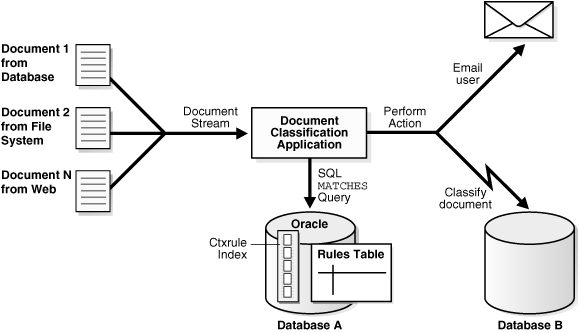 Document 1
from
Database
Document 2
from File
System
Document N
from Web
Document
Stream
Document
Classification
Application
Perform
Action
Email
user
Classify
document
SQL
MATCHES
Query
Oracle
Ctxrule
Index
Rules Table
Database A
Database B